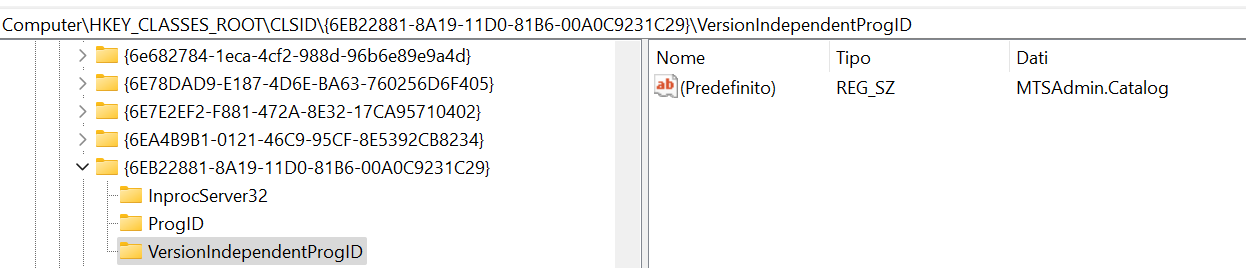 Computer\HKEY_CLASSES_ROOT\CLSID\{6EB22881-8A19-11D0-81B6-00A0C9231C29}\VersionIndependentProgID
{6e682784-1eca-4cf2-988d-96b6e89e9a4d}
{6E78DAD9-E187-4D6E-BA63-760256D6F405}
{6E7E2EF2-F881-472A-8E32-17CA95710402}
{6EA4B9B1-0121-46C9-95CF-8E5392CB8234}
{6EB22881-8A19-11D0-81B6-00A0C9231C29}
InprocServer32
ProgID
VersionIndependentProgID
Nome Tipo Dati
ab (Predefinito) REG_SZ MTSAdmin.Catalog